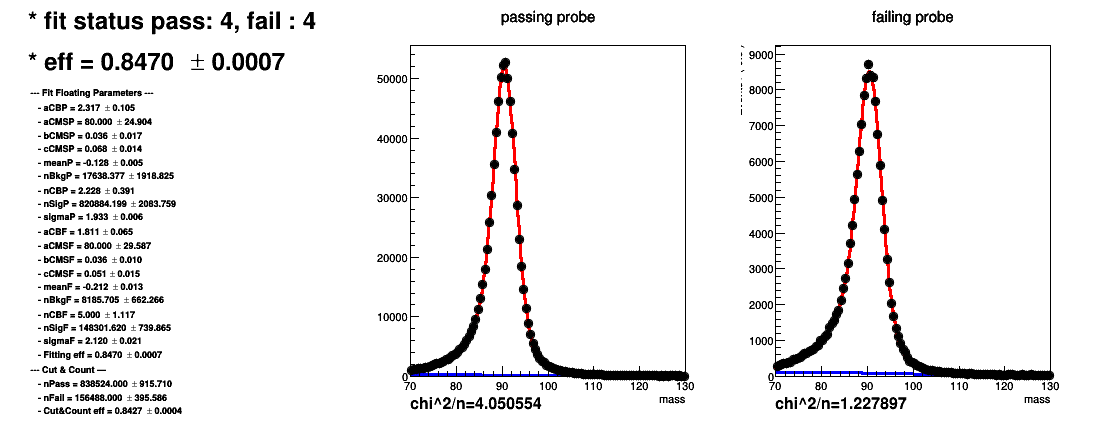 * fit status pass: 4, fail : 4
* eff = 0.8470 ± 0.0007
--- Fit Floating Parameters ---
- aCBP = 2.317 ± 0.105
- aCMSP = 80.000 ± 24.904
- bCMSP = 0.036 ± 0.017
- cCMSP = 0.068 ± 0.014
- meanP = -0.128 ± 0.005
- nBkgP = 17638.377 ± 1918.825
- nCBP = 2.228 ± 0.391
- nSigP = 820884.199 ± 2083.759
- sigmaP = 1.933 ± 0.006
- aCBF = 1.811 ± 0.065
- aCMSF = 80.000 ± 29.587
- bCMSF = 0.036 ± 0.010
- cCMSF = 0.051 ± 0.015
- meanF = -0.212 ± 0.013
- nBkgF = 8185.705 ± 662.266
- nCBF = 5.000 ± 1.117
- nSigF = 148301.620 ± 739.865
- sigmaF = 2.120 ± 0.021
- Fitting eff = 0.8470 ± 0.0007
--- Cut & Count ---
- nPass = 838524.000 ± 915.710
- nFail = 156488.000 ± 395.586
- Cut&Count eff = 0.8427 ± 0.0004
passing probe
50000
40000
30000
20000
10000
0
70 80 90 100 110 120 130
mass
chi^2/n=4.050554
failing probe
9000
8000
7000
6000
5000
4000
3000
2000
1000
0
70 80 90 100 110 120 130
mass
chi^2/n=1.227897